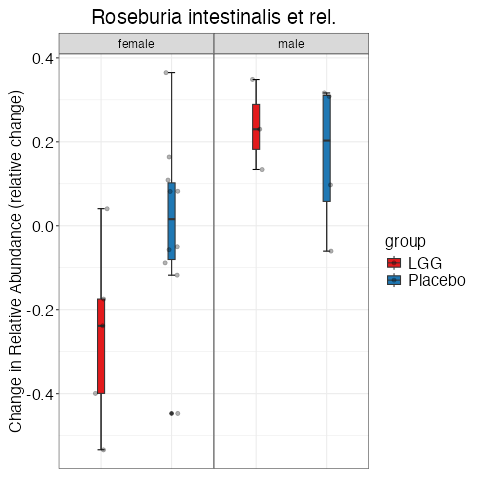 Roseburia intestinalis et rel.
female
male
0.4
0.2
0.0
-0.2
-0.4
Change in Relative Abundance (relative change)
group
LGG
Placebo